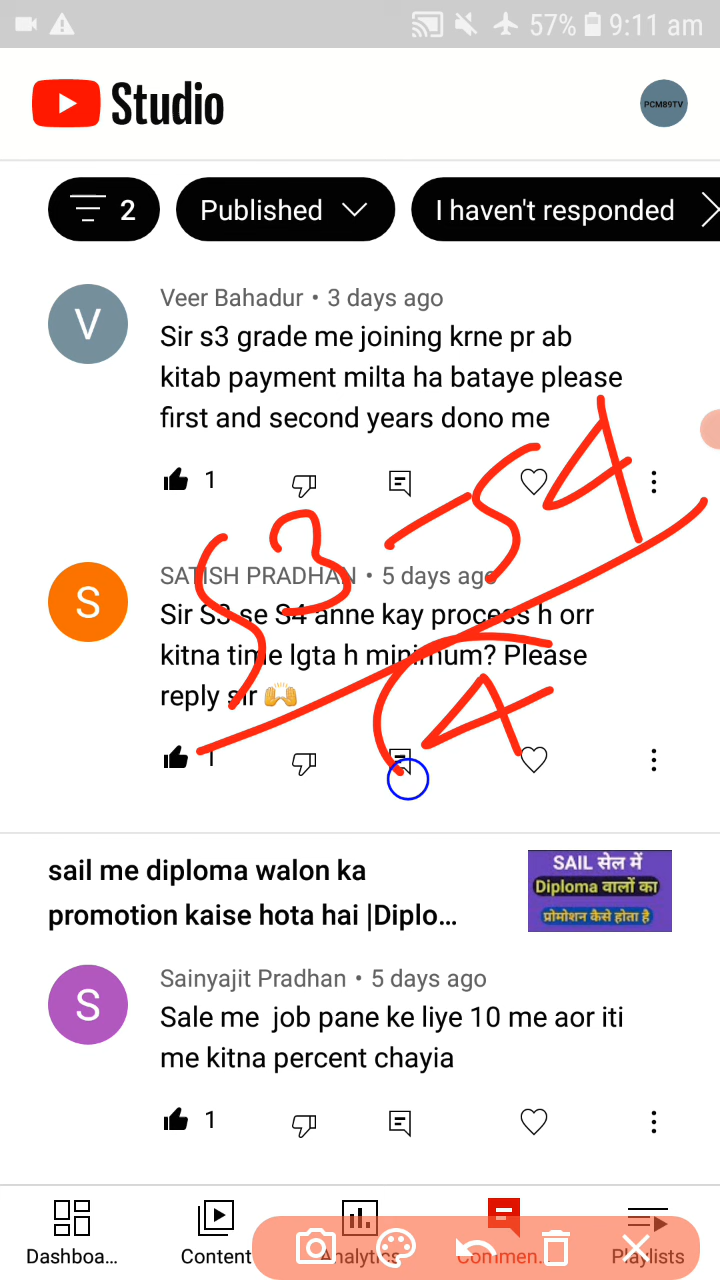 57% 9:11 am
Studio
PCM89TV
2 Published I haven't responded
V
Veer Bahadur • 3 days ago
Sir s3 grade me joining krne pr ab
kitab payment milta ha bataye please
first and second years dono me
1
S3 - S4
S
SATISH PRADHAN • 5 days ago
Sir S3 se S4 anne kay process h orr
kitna time lgta h minimum? Please
reply sir 🙌
1
sail me diploma walon ka
promotion kaise hota hai |Diplo...
SAIL सेल में
Diploma वालों का
प्रोमोशन कैसे होता है
S
Sainyajit Pradhan • 5 days ago
Sale me job pane ke liye 10 me aor iti
me kitna percent chayia
1
Dashboa... Content Analytics Commen... Playlists